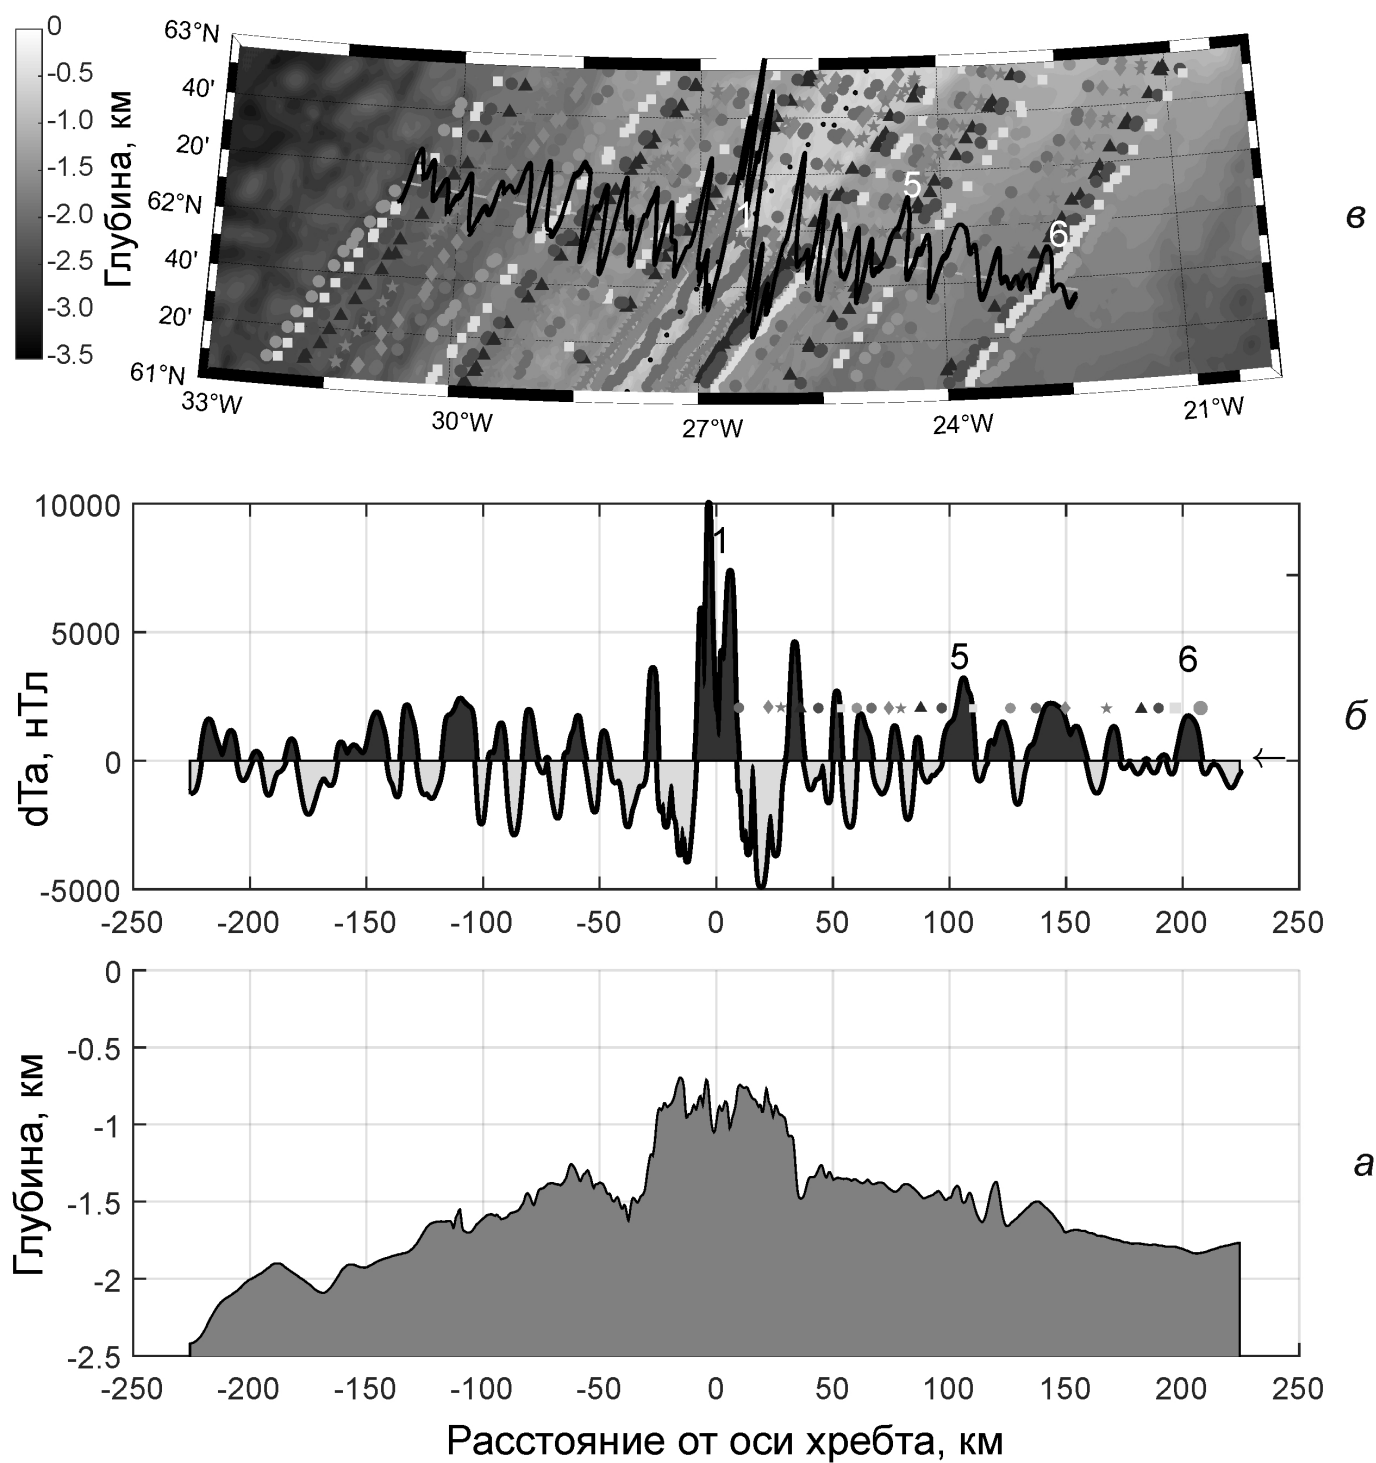 0
-0.5
-1.0
-1.5
-2.0
-2.5
-3.0
-3.5
Глубина, км
63°N
40'
20'
62°N
40'
20'
61°N
33°W
30°W
27°W
24°W
21°W
1
5
6
в
10000
5000
0
-5000
dTa, нТл
1
5
6
←
б
-250 -200 -150 -100 -50 0 50 100 150 200 250
0
-0.5
-1
-1.5
-2
-2.5
Глубина, км
а
-250 -200 -150 -100 -50 0 50 100 150 200 250
Расстояние от оси хребта, км